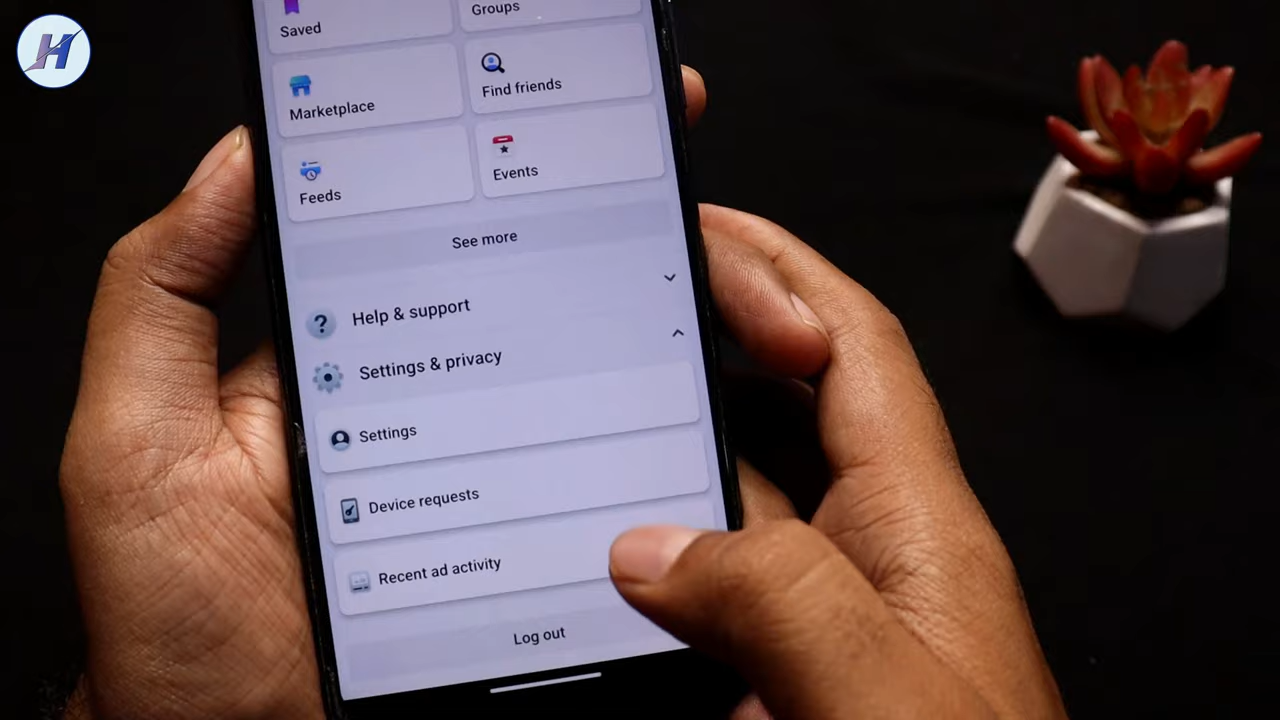 H
Saved
Groups
Marketplace
Find friends
Feeds
Events
See more
Help & support
Settings & privacy
Settings
Device requests
Recent ad activity
Log out